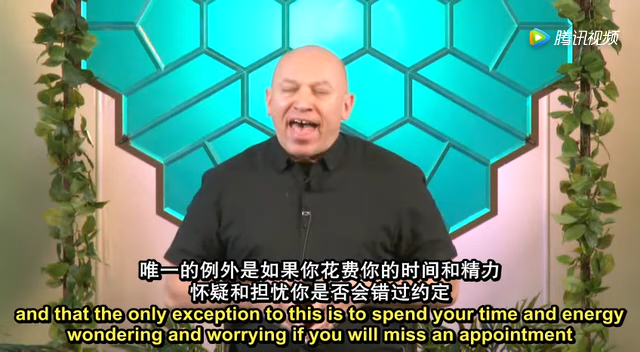 腾讯视频
唯一的例外是如果你花费你的时间和精力
怀疑和担忧你是否会错过约定
and that the only exception to this is to spend your time and energy
wondering and worrying if you will miss an appointment